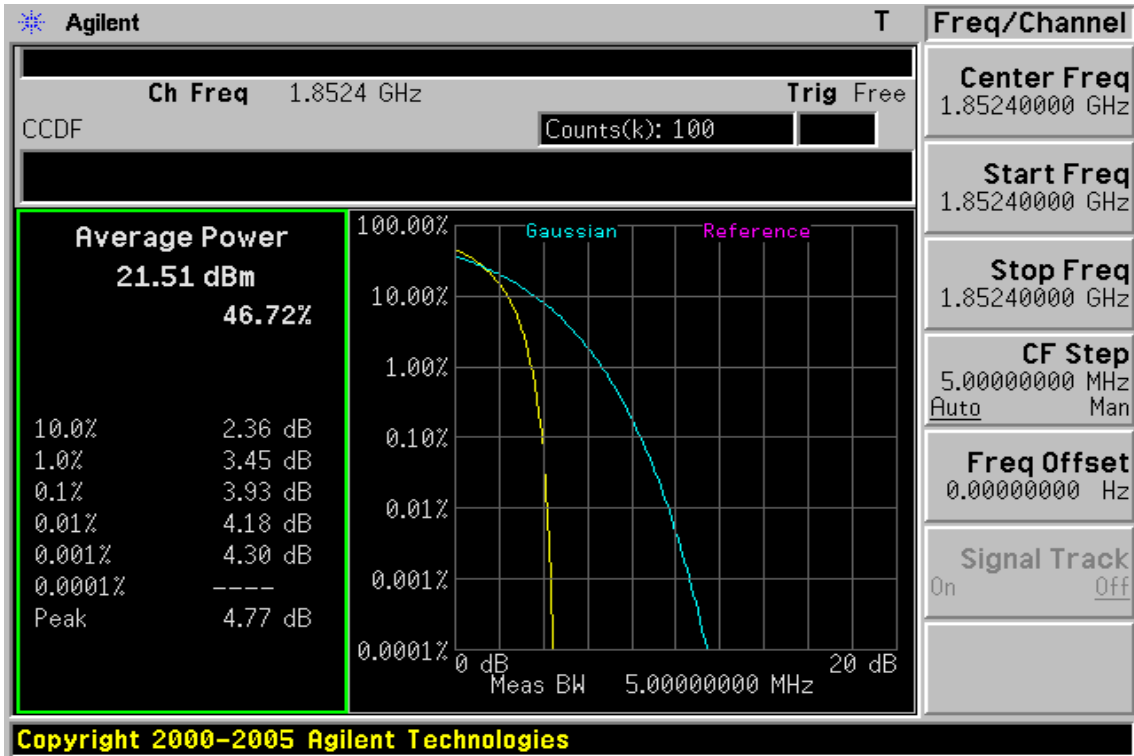 Agilent T
Ch Freq 1.8524 GHz Trig Free
CCDF Counts(k): 100
Average Power
21.51 dBm
46.72%
10.0% 2.36 dB
1.0% 3.45 dB
0.1% 3.93 dB
0.01% 4.18 dB
0.001% 4.30 dB
0.0001% ----
Peak 4.77 dB
Gaussian Reference
100.00%
10.00%
1.00%
0.10%
0.01%
0.001%
0.0001%
0 dB 20 dB
Meas BW 5.00000000 MHz
Freq/Channel
Center Freq
1.85240000 GHz
Start Freq
1.85240000 GHz
Stop Freq
1.85240000 GHz
CF Step
5.00000000 MHz
Auto Man
Freq Offset
0.00000000 Hz
Signal Track
On Off
Copyright 2000-2005 Agilent Technologies